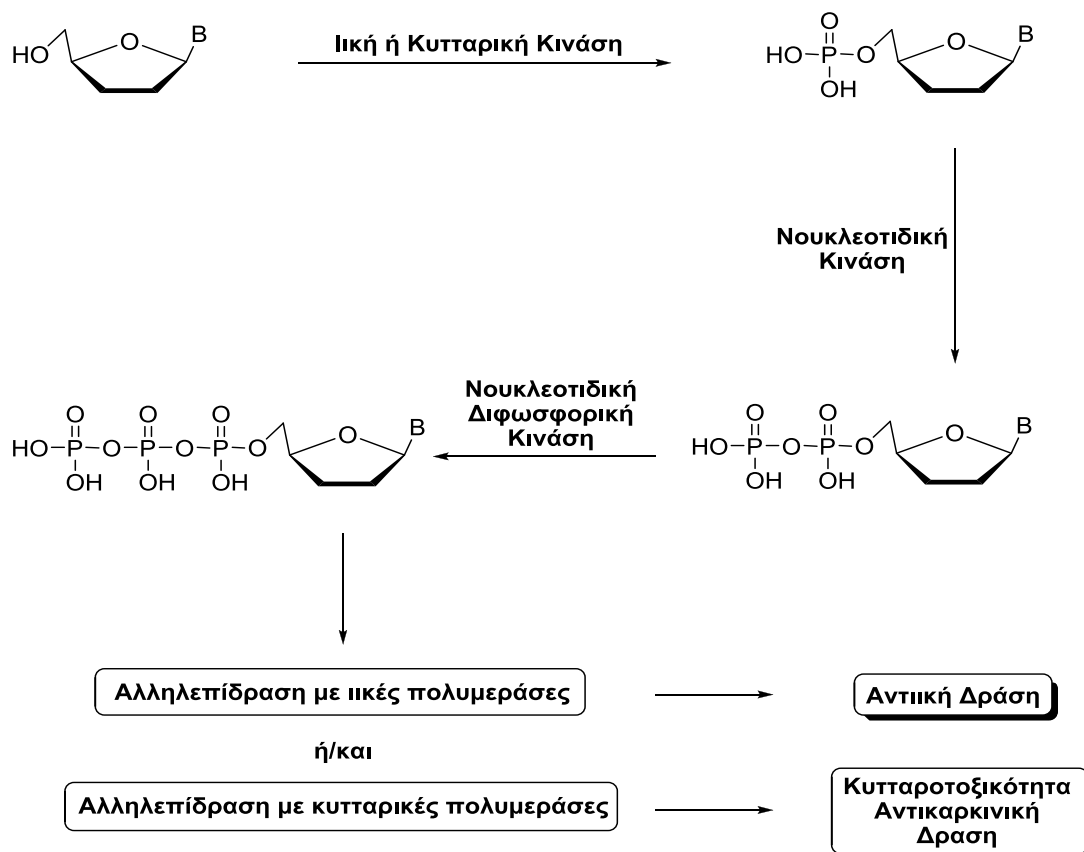 HO
O
B
Ιική ή Κυτταρική Κινάση
O
HO P O
OH
O
B
Νουκλεοτιδική
Κινάση
Νουκλεοτιδική
Διφωσφορική
Κινάση
O O O
HO P O P O P O
OH OH OH
O
B
O O
HO P O P O
OH OH
O
B
Αλληλεπίδραση με ιικές πολυμεράσες
Αντιική Δράση
ή/και
Αλληλεπίδραση με κυτταρικές πολυμεράσες
Κυτταροτοξικότητα
Αντικαρκινική
Δραση